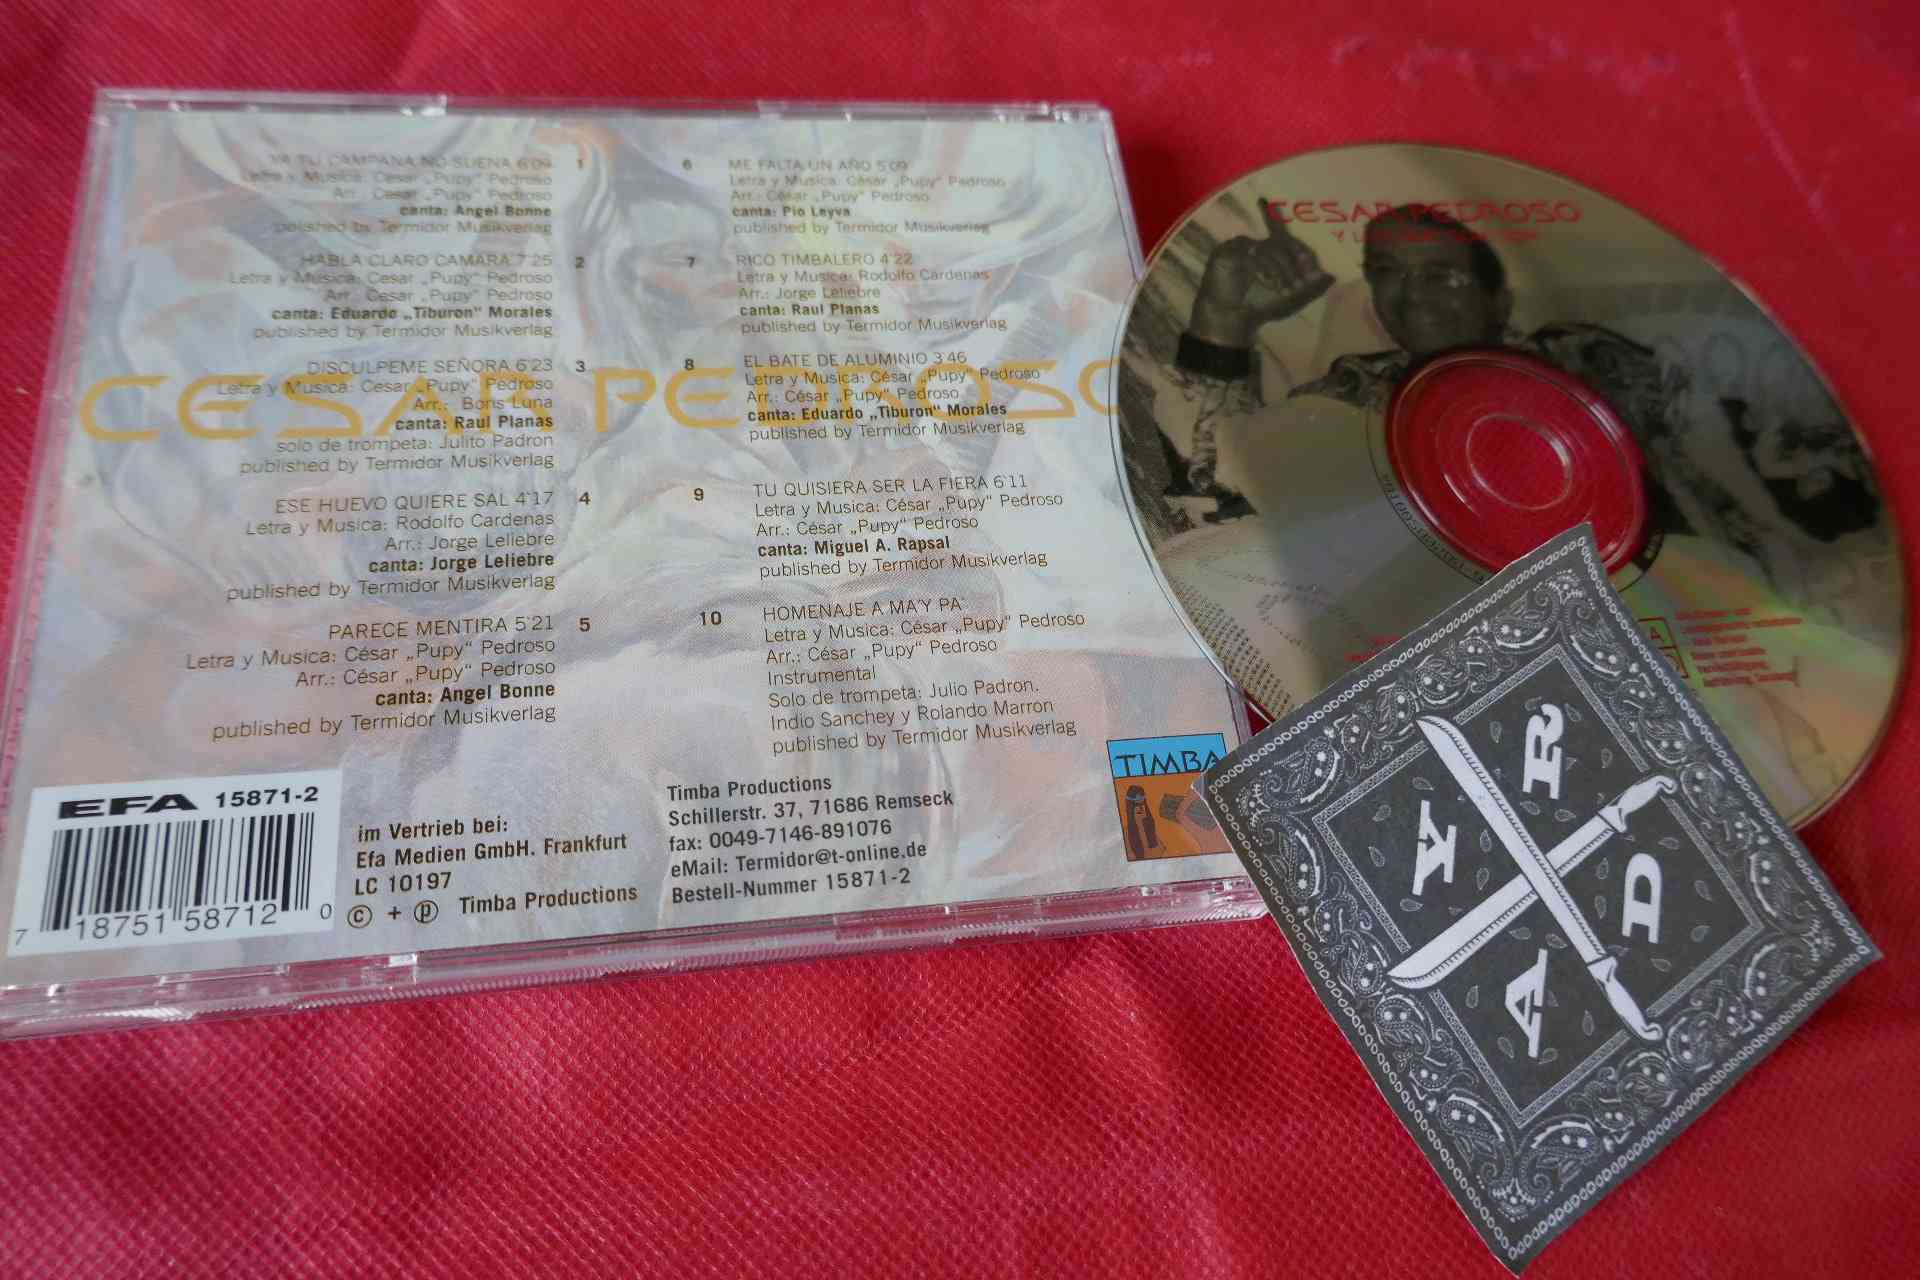 YA TU CAMPANA NO SUENA 6'09 1
Letra y Musica: Cesar „Pupy“ Pedroso
Arr: Cesar „Pupy“ Pedroso
canta: Angel Bonne
published by Termidor Musikverlag
HABLA CLARO CAMARA 7'25 2
Letra y Musica: Cesar „Pupy“ Pedroso
Arr: Cesar „Pupy“ Pedroso
canta: Eduardo „Tiburon“ Morales
published by Termidor Musikverlag
DISCULPEME SEÑORA 6'23 3
Letra y Musica: Cesar „Pupy“ Pedroso
Arr.: Boris Luna
canta: Raul Planas
solo de trompeta: Julito Padron
published by Termidor Musikverlag
ESE HUEVO QUIERE SAL 4'17 4
Letra y Musica: Rodolfo Cardenas
Arr.: Jorge Leliebre
canta: Jorge Leliebre
published by Termidor Musikverlag
PARECE MENTIRA 5'21 5
Letra y Musica: César „Pupy“ Pedroso
Arr.: César „Pupy“ Pedroso
canta: Angel Bonne
published by Termidor Musikverlag
6 ME FALTA UN AÑO 5'09
Letra y Musica: César „Pupy“ Pedroso
Arr.: César „Pupy“ Pedroso
canta: Pio Leyva
published by Termidor Musikverlag
7 RICO TIMBALERO 4'22
Letra y Musica: Rodolfo Cardenas
Arr.: Jorge Leliebre
canta: Raul Planas
published by Termidor Musikverlag
8 EL BATE DE ALUMINIO 3'46
Letra y Musica: César „Pupy“ Pedroso
Arr.: César „Pupy“ Pedroso
canta: Eduardo „Tiburon“ Morales
published by Termidor Musikverlag
9 TU QUISIERA SER LA FIERA 6'11
Letra y Musica: César „Pupy“ Pedroso
Arr.: César „Pupy“ Pedroso
canta: Miguel A. Rapsal
published by Termidor Musikverlag
10 HOMENAJE A MA'Y PA'
Letra y Musica: César „Pupy“ Pedroso
Arr.: César „Pupy“ Pedroso
Instrumental
Solo de trompeta: Julio Padron.
Indio Sanchey y Rolando Marron
published by Termidor Musikverlag
CESAR PEDROSO
EFA 15871-2
7 18751 58712 0
im Vertrieb bei:
Efa Medien GmbH. Frankfurt
LC 10197
© + ℗ Timba Productions
Timba Productions
Schillerstr. 37, 71686 Remseck
fax: 0049-7146-891076
eMail: Termidor@t-online.de
Bestell-Nummer 15871-2
TIMBA
CESAR PEDROSO
Y R
A D